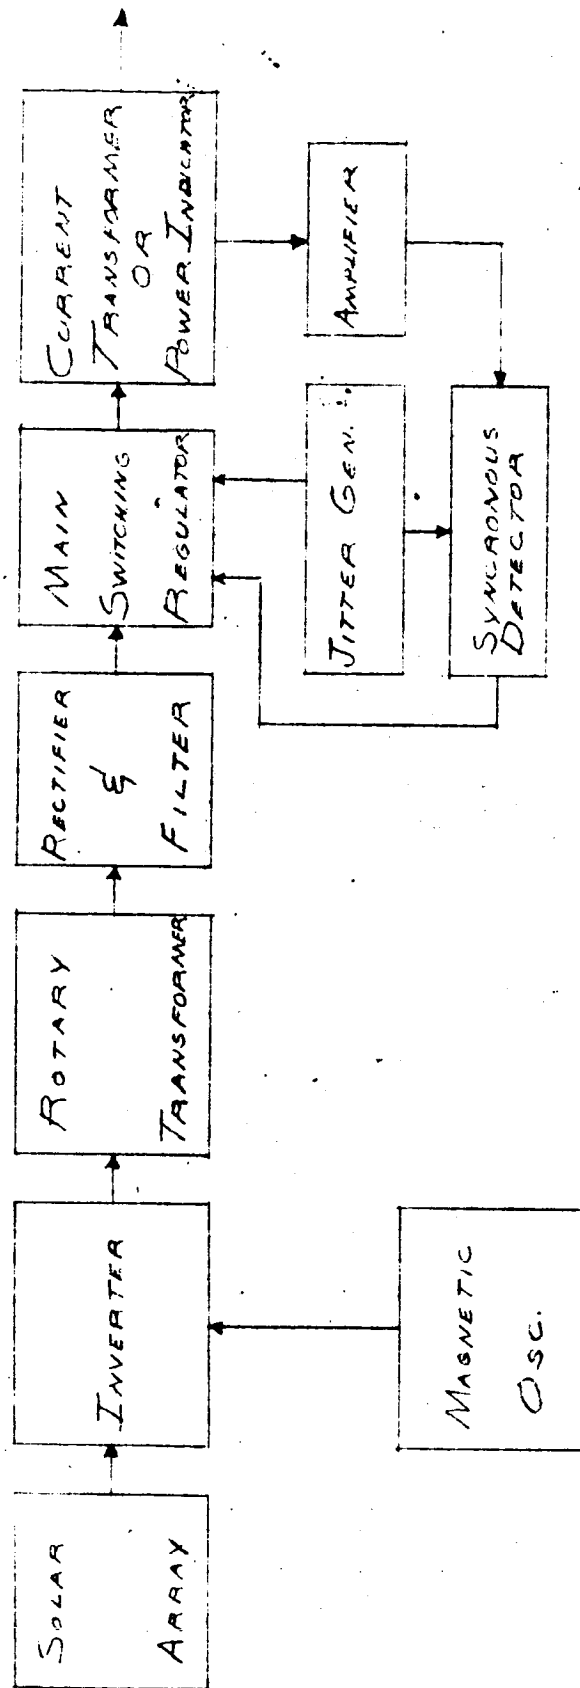 SOLAR
ARRAY
INVERTER
ROTARY
TRANSFORMER
RECTIFIER
&
FILTER
MAIN
SWITCHING
REGULATOR
CURRENT
TRANSFORMER
OR
POWER INDICATOR
MAGNETIC
OSC.
JITTER GEN.
AMPLIFIER
SYNCRONOUS
DETECTOR